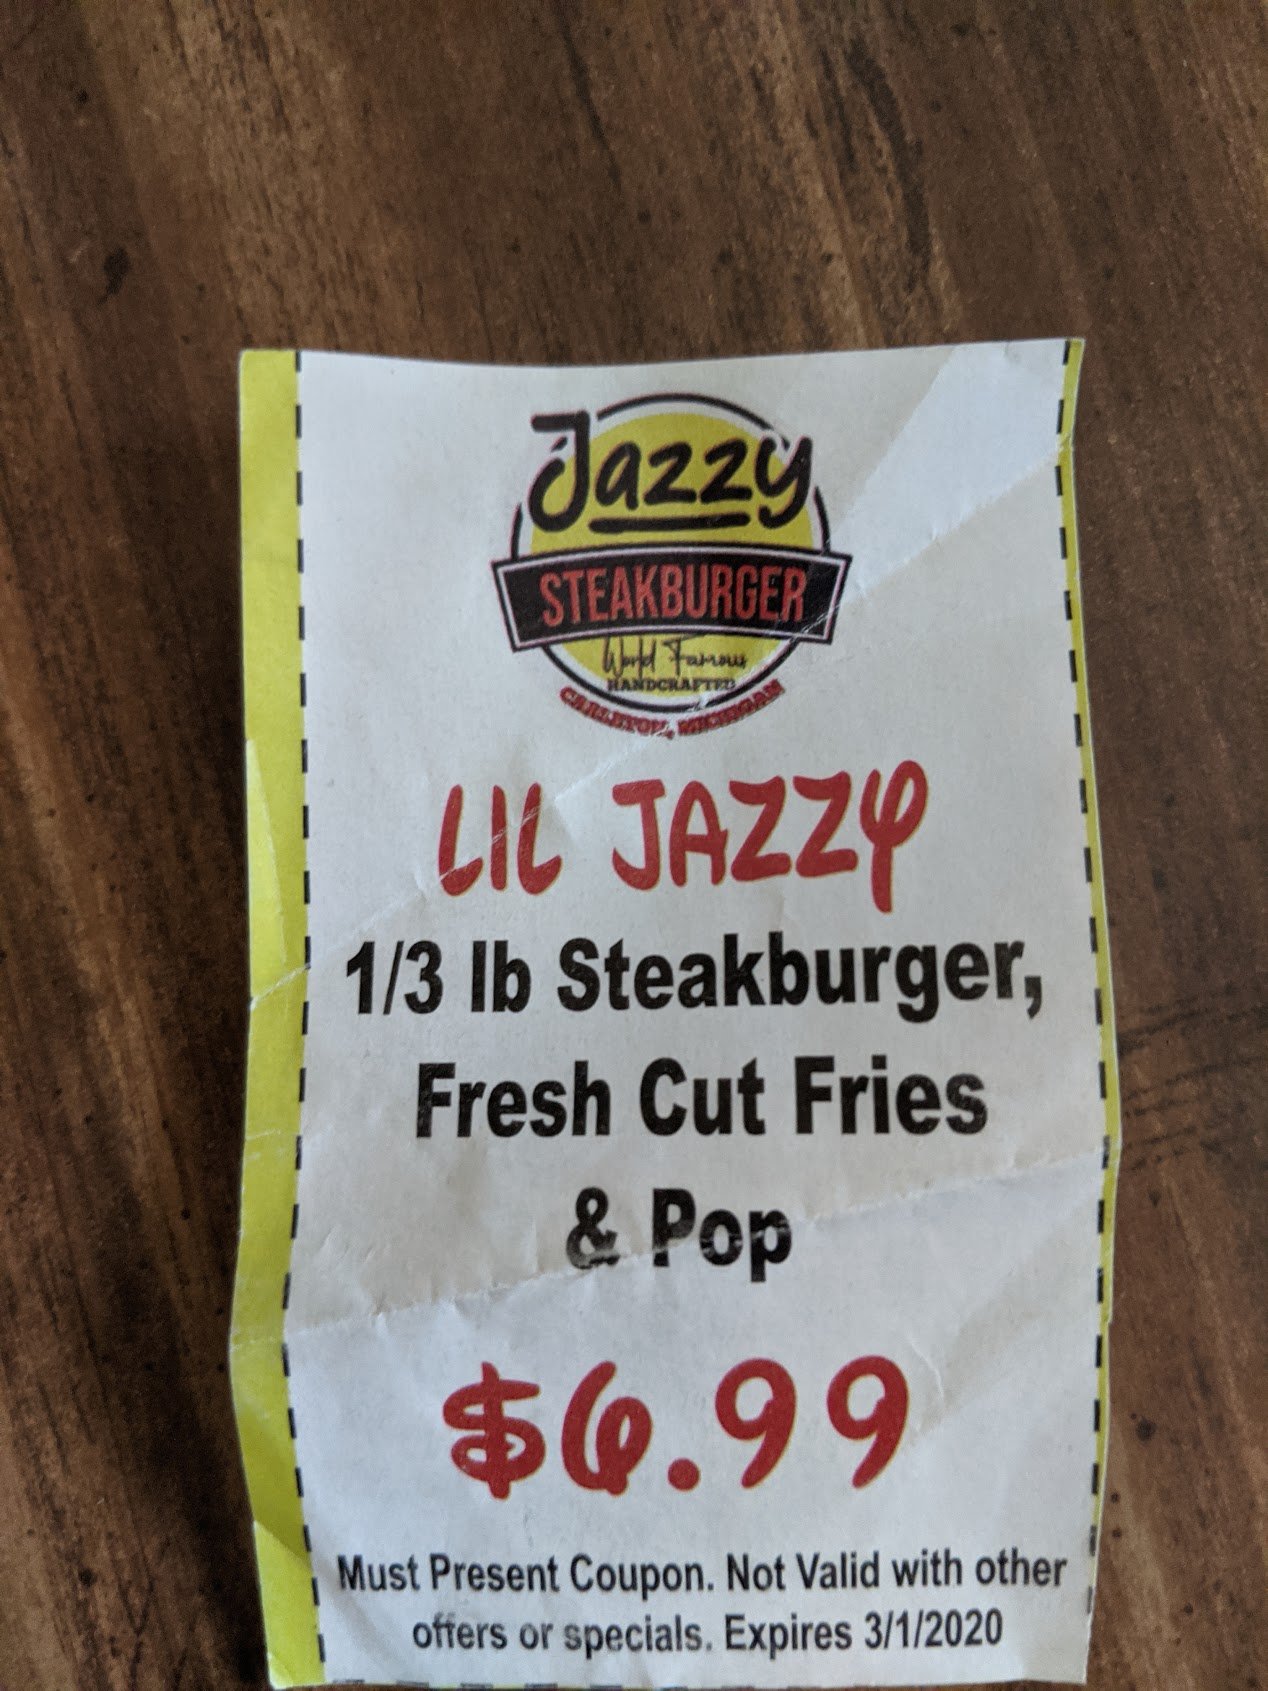 Jazzy
STEAKBURGER
World Famous
HANDCRAFTED
CARLETON, MICHIGAN
LIL JAZZY
1/3 lb Steakburger,
Fresh Cut Fries
& Pop
$6.99
Must Present Coupon. Not Valid with other
offers or specials. Expires 3/1/2020